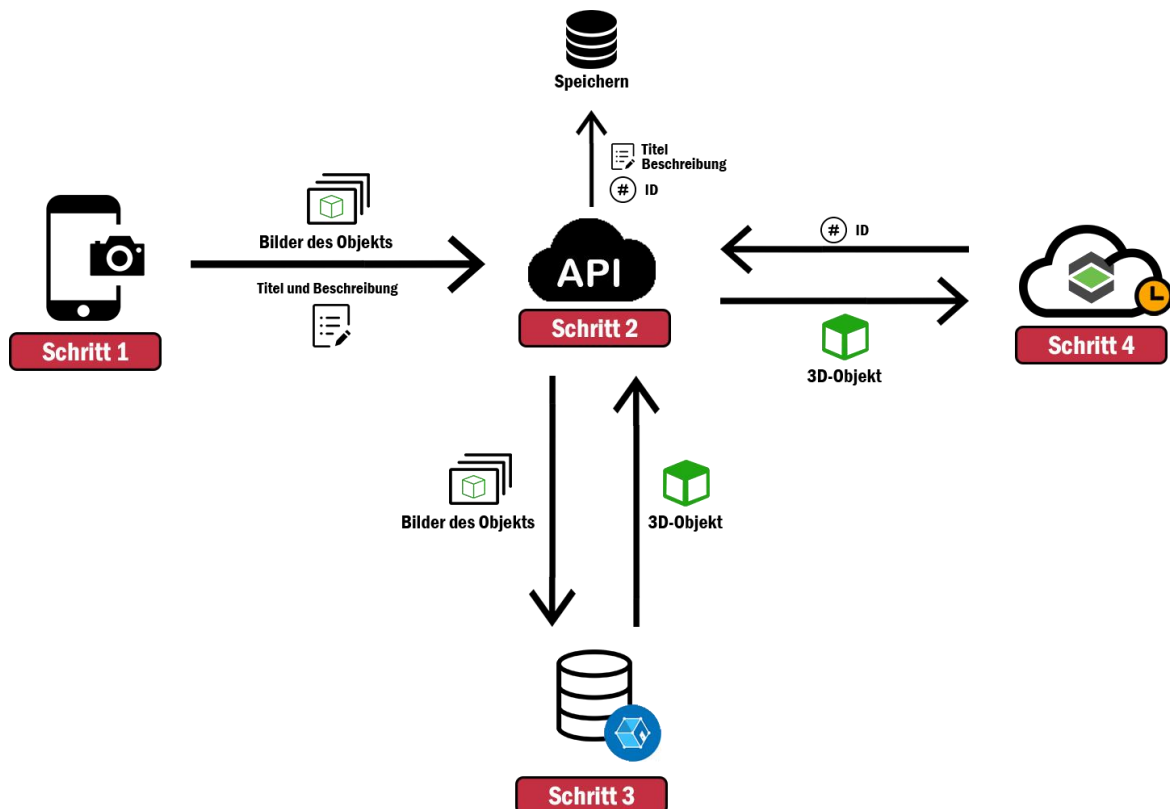 Speichern
Titel
Beschreibung
# ID
Bilder des Objekts
Titel und Beschreibung
Schritt 1
API
Schritt 2
# ID
3D-Objekt
Schritt 4
Bilder des Objekts
3D-Objekt
Schritt 3